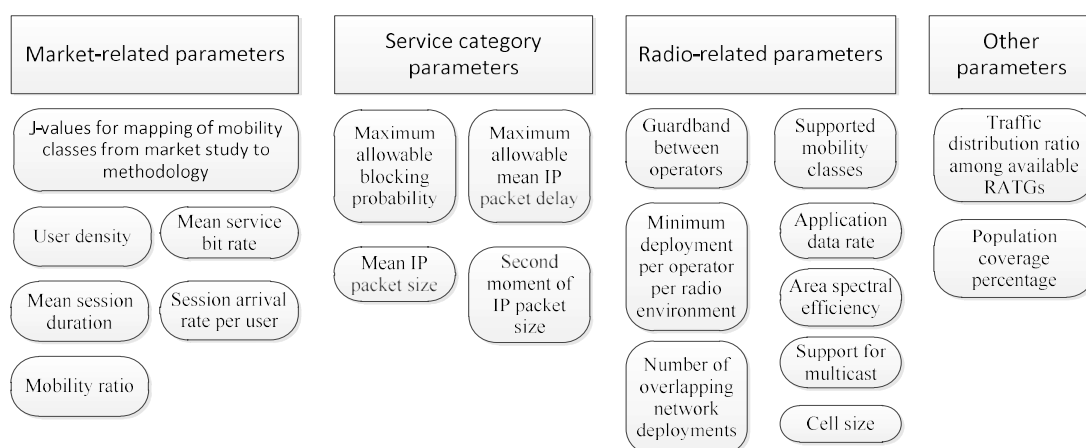 Market-related parameters
J-values for mapping of mobility
classes from market study to
methodology
User density
Mean service
bit rate
Mean session
duration
Session arrival
rate per user
Mobility ratio
Service category
parameters
Maximum
allowable
blocking
probability
Maximum
allowable
mean IP
packet delay
Mean IP
packet size
Second
moment of
IP packet
size
Radio-related parameters
Guardband
between
operators
Supported
mobility
classes
Minimum
deployment
per operator
per radio
environment
Application
data rate
Area spectral
efficiency
Number of
overlapping
network
deployments
Support for
multicast
Cell size
Other
parameters
Traffic
distribution ratio
among available
RATGs
Population
coverage
percentage